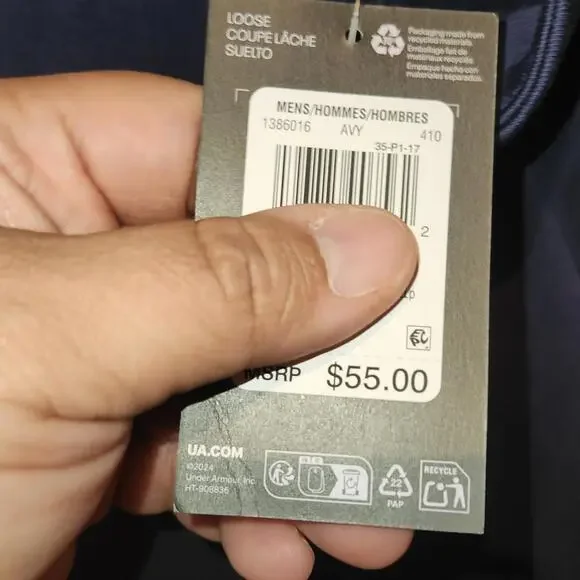 LOOSE
COUPE LÂCHE
SUELTO
Packaging made from
recycled materials.
Emballage fait de
matériaux recyclés.
Empaque hecho con
materiales separados.
MENS/HOMMES/HOMBRES
1386016 AVY 410
35-P1-17
2
MSRP $55.00
UA.COM
©2024
Under Armour Inc.
HT-908836
22
PAP
RECYCLE